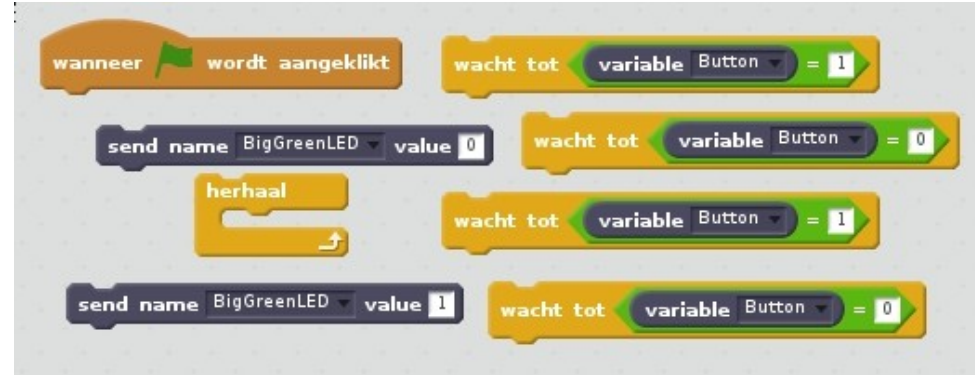 wanneer wordt aangeklikt
wacht tot variable Button = 1
send name BigGreenLED value 0
wacht tot variable Button = 0
herhaal
wacht tot variable Button = 1
send name BigGreenLED value 1
wacht tot variable Button = 0